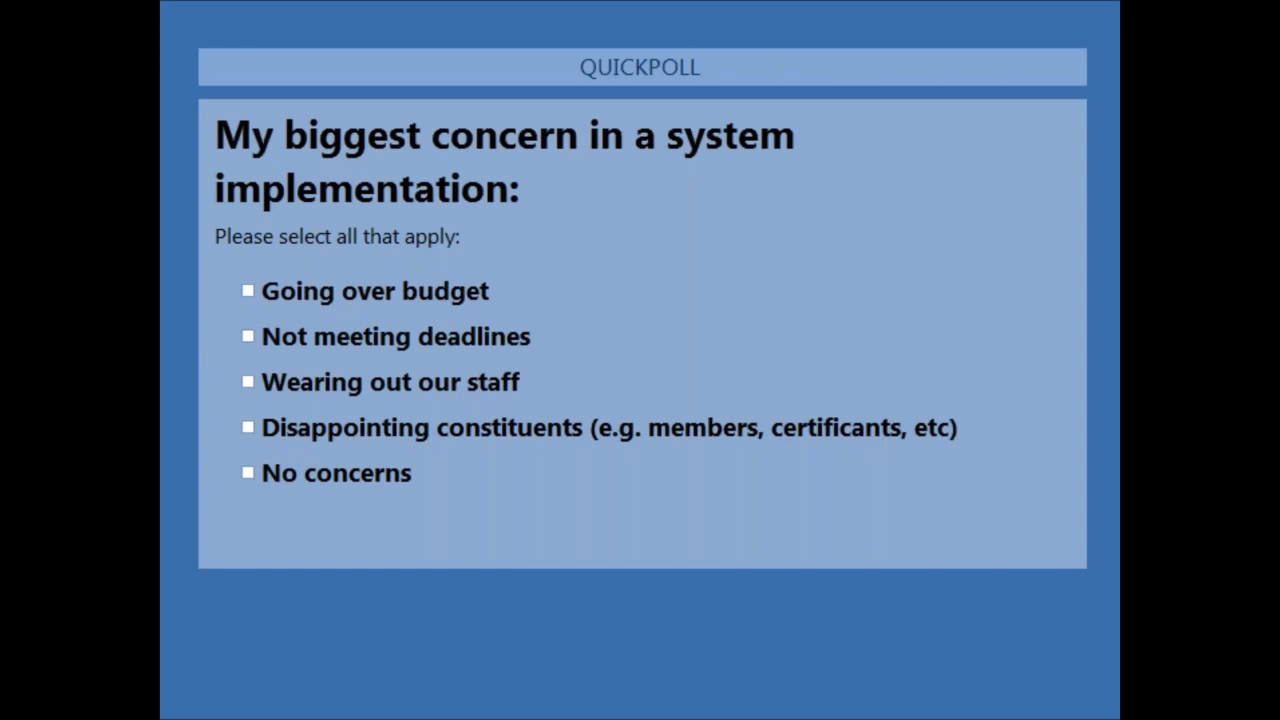 QUICKPOLL
My biggest concern in a system
implementation:
Please select all that apply:
Going over budget
Not meeting deadlines
Wearing out our staff
Disappointing constituents (e.g. members, certificants, etc)
No concerns